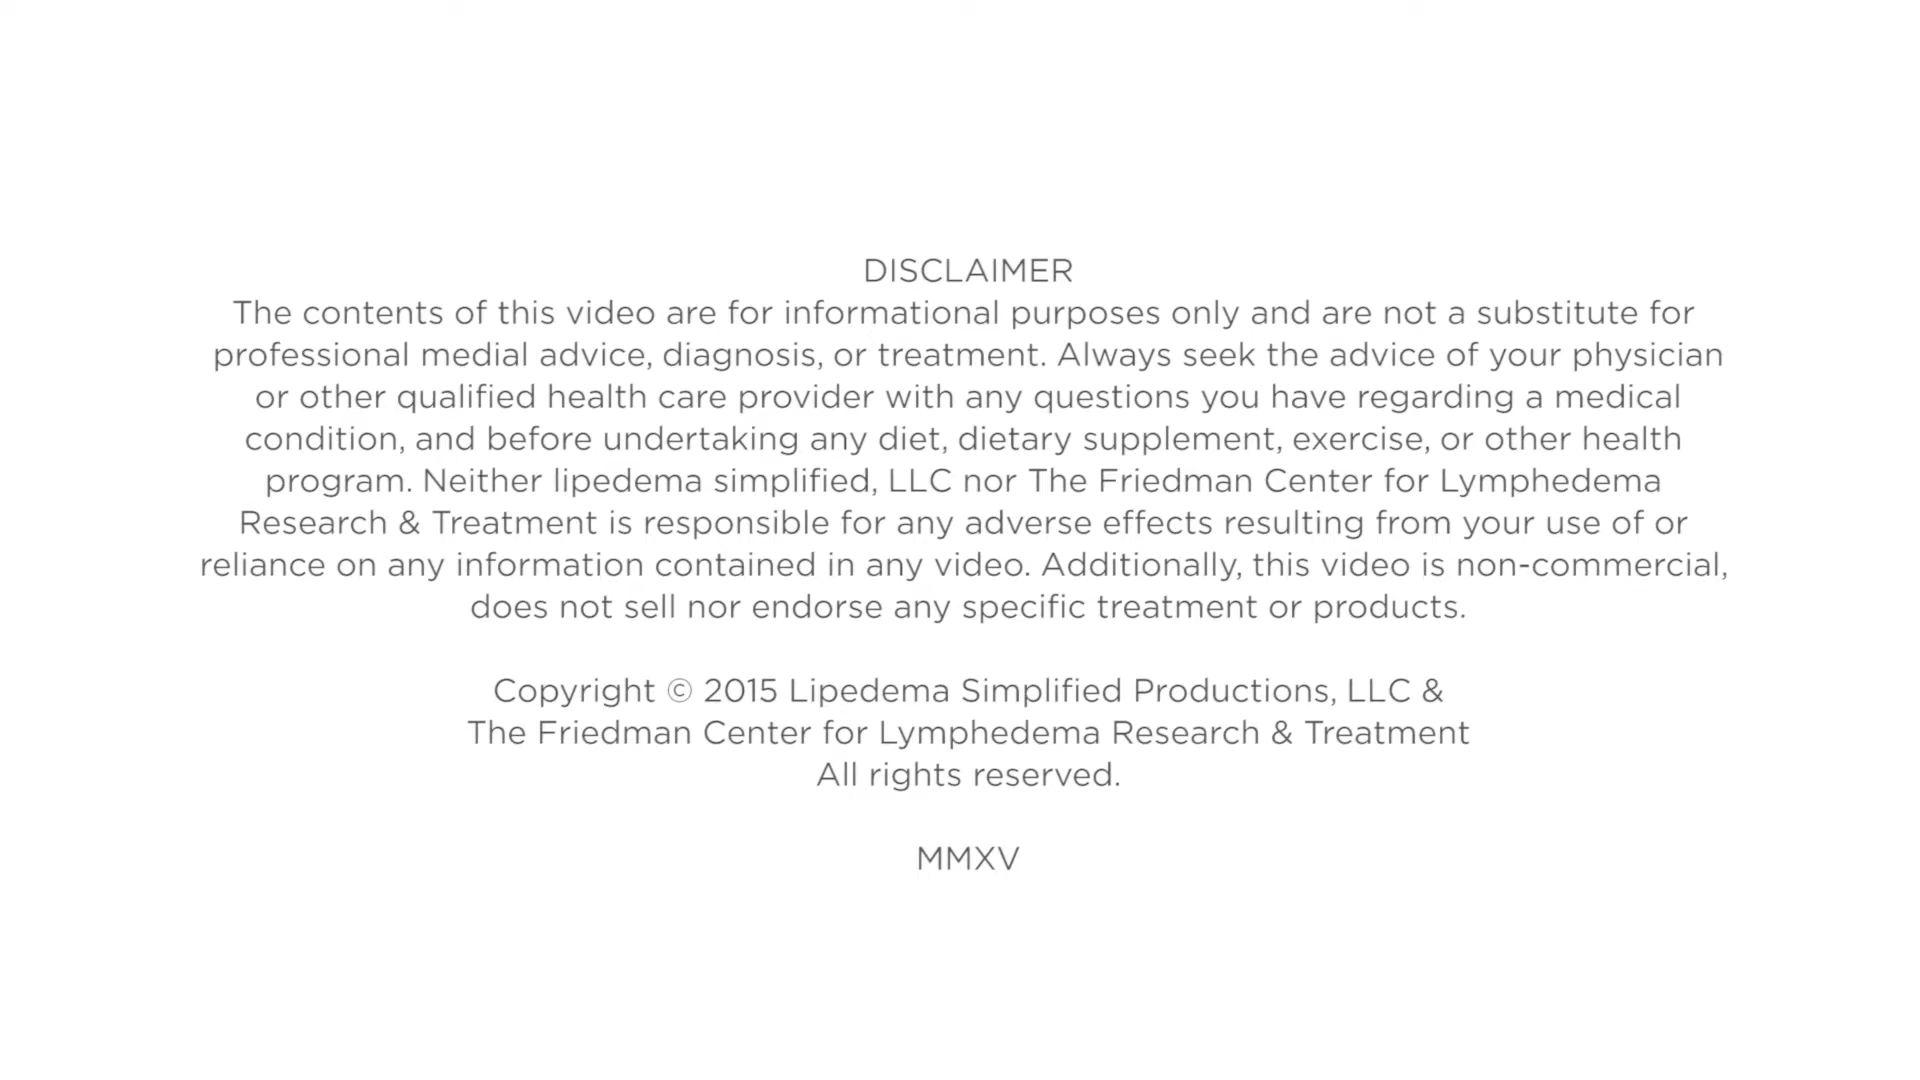 DISCLAIMER
The contents of this video are for informational purposes only and are not a substitute for
professional medial advice, diagnosis, or treatment. Always seek the advice of your physician
or other qualified health care provider with any questions you have regarding a medical
condition, and before undertaking any diet, dietary supplement, exercise, or other health
program. Neither lipedema simplified, LLC nor The Friedman Center for Lymphedema
Research & Treatment is responsible for any adverse effects resulting from your use of or
reliance on any information contained in any video. Additionally, this video is non-commercial,
does not sell nor endorse any specific treatment or products.
Copyright © 2015 Lipedema Simplified Productions, LLC &
The Friedman Center for Lymphedema Research & Treatment
All rights reserved.
MMXV